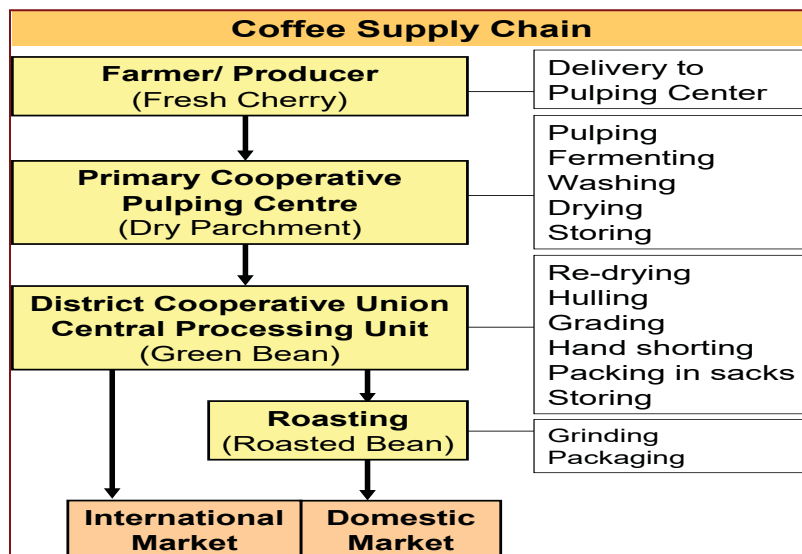 Coffee Supply Chain
Farmer/ Producer
(Fresh Cherry)
Delivery to
Pulping Center
Primary Cooperative
Pulping Centre
(Dry Parchment)
Pulping
Fermenting
Washing
Drying
Storing
District Cooperative Union
Central Processing Unit
(Green Bean)
Re-drying
Hulling
Grading
Hand shorting
Packing in sacks
Storing
Roasting
(Roasted Bean)
Grinding
Packaging
International
Market
Domestic
Market